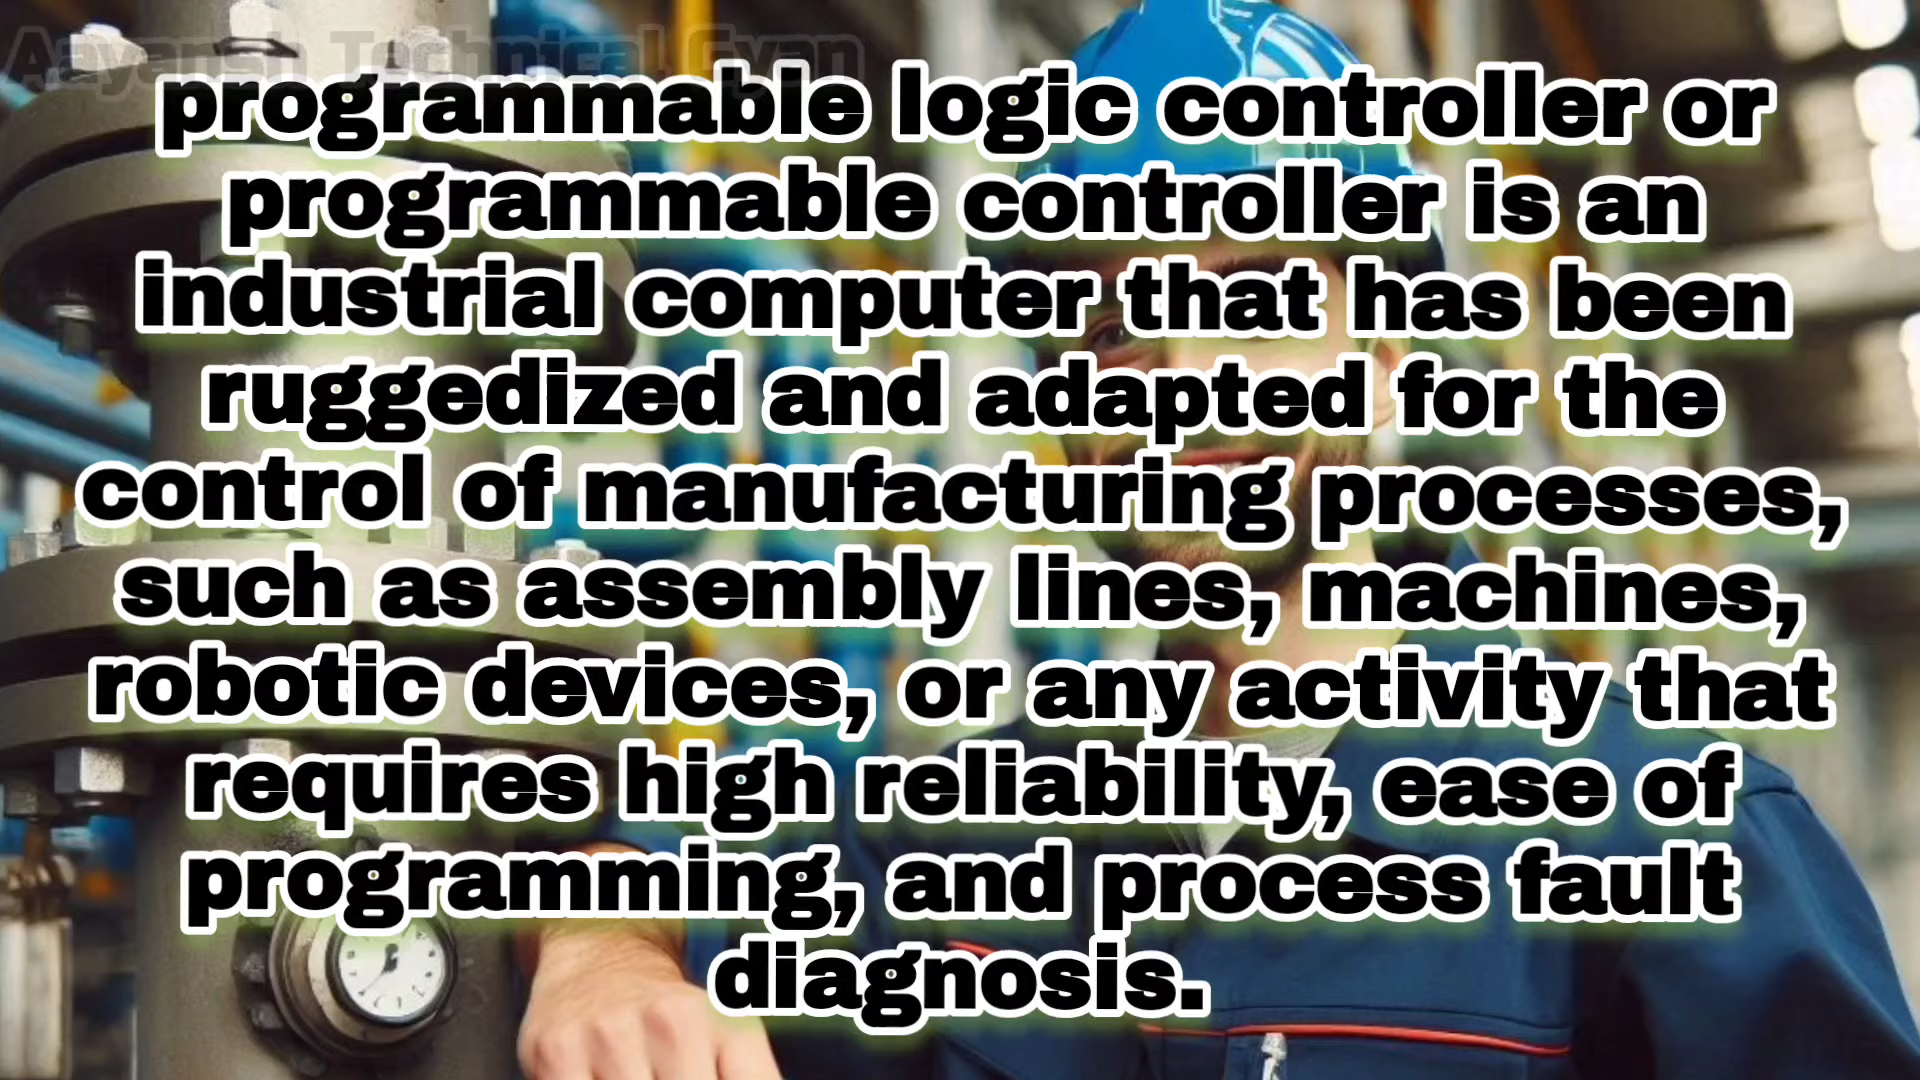 Aayansh Technical Gyan
programmable logic controller or
programmable controller is an
industrial computer that has been
ruggedized and adapted for the
control of manufacturing processes,
such as assembly lines, machines,
robotic devices, or any activity that
requires high reliability, ease of
programming, and process fault
diagnosis.